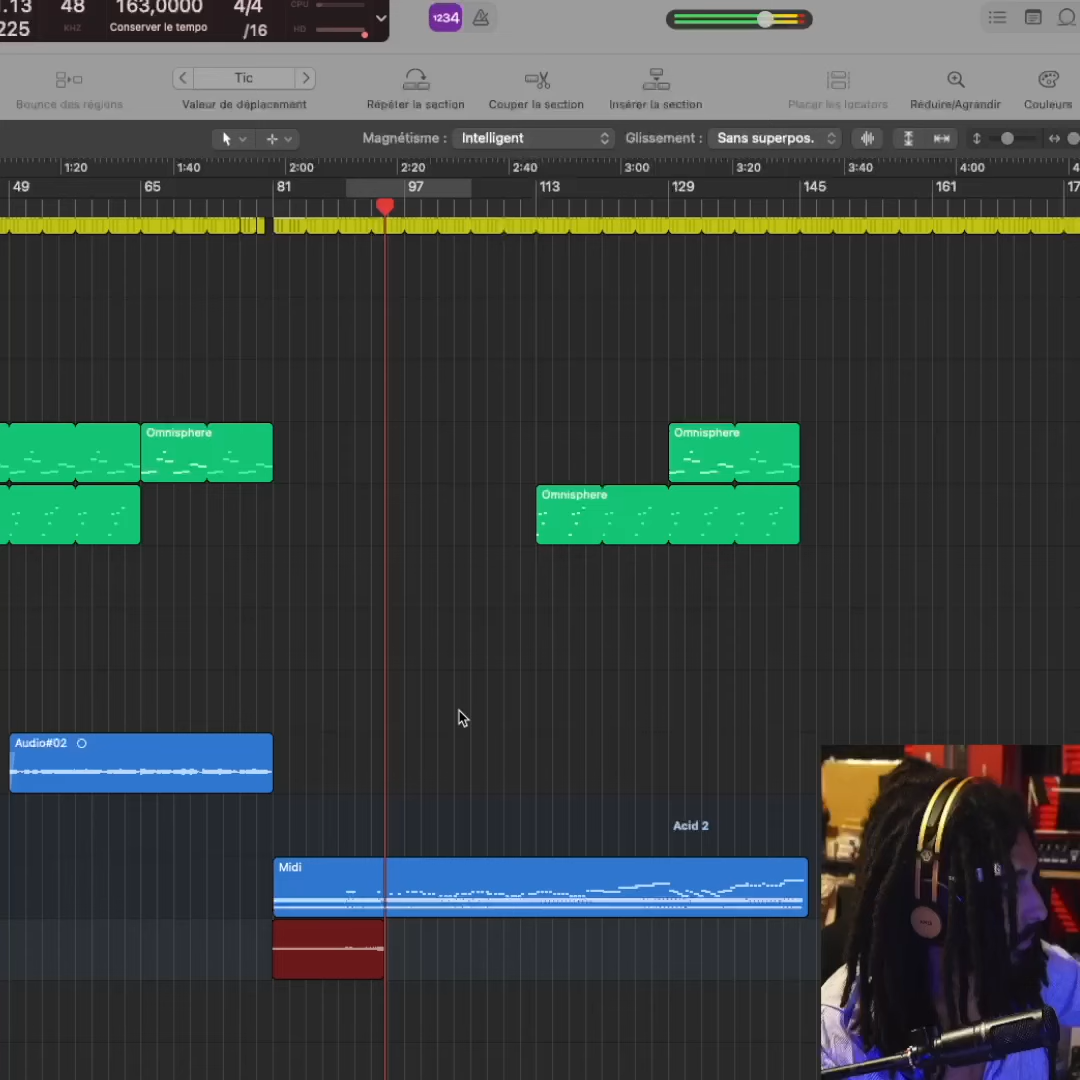 1.13 48 163,0000 4/4 CPU
225 KHZ Conserver le tempo /16 HD
1234
Tic
Bounce des régions Valeur de déplacement Répéter la section Couper la section Insérer la section Placer les locators Réduire/Agrandir Couleurs
Magnétisme : Intelligent Glissement : Sans superpos.
1:20 1:40 2:00 2:20 2:40 3:00 3:20 3:40 4:00 4
49 65 81 97 113 129 145 161 17
Omnisphere Omnisphere
Omnisphere
Audio#02
Acid 2
Midi